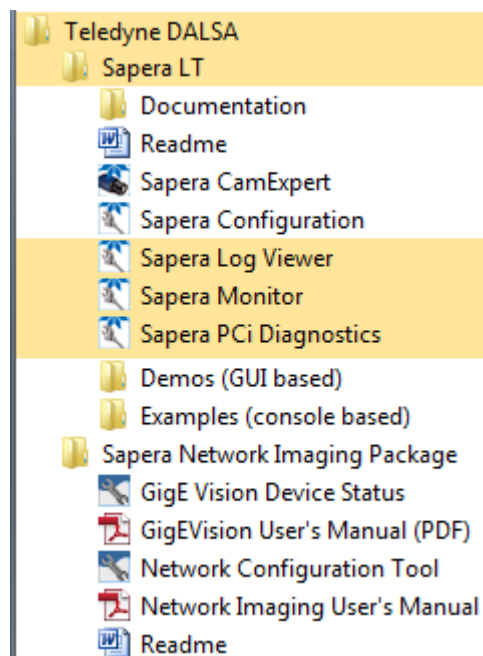 Teledyne DALSA
Sapera LT
Documentation
Readme
Sapera CamExpert
Sapera Configuration
Sapera Log Viewer
Sapera Monitor
Sapera PCi Diagnostics
Demos (GUI based)
Examples (console based)
Sapera Network Imaging Package
GigE Vision Device Status
GigEVision User's Manual (PDF)
Network Configuration Tool
Network Imaging User's Manual
Readme